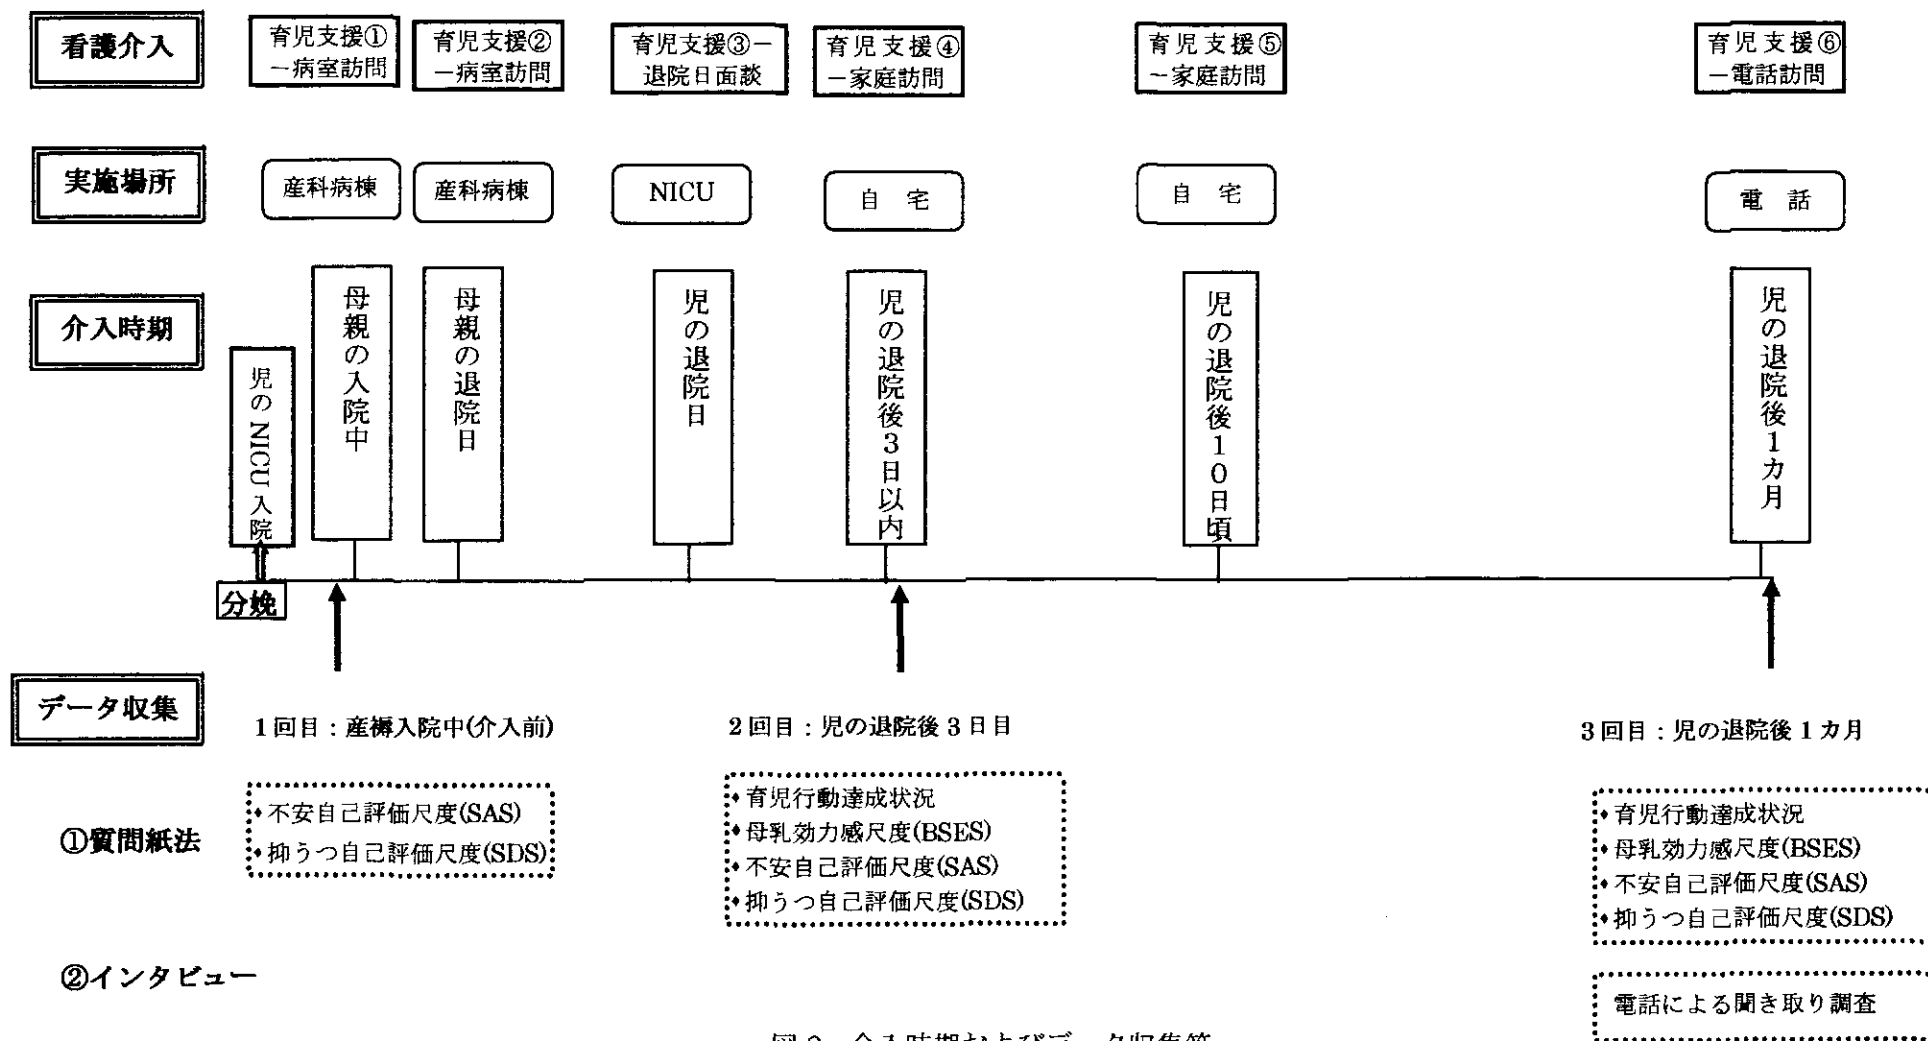 看護介入
育児支援①
－病室訪問
育児支援②
－病室訪問
育児支援③－
退院日面談
育児支援④
－家庭訪問
育児支援⑤
－家庭訪問
育児支援⑥
－電話訪問
実施場所
産科病棟
産科病棟
NICU
自 宅
自 宅
電 話
介入時期
児のNICU入院
母親の入院中
母親の退院日
児の退院日
児の退院後3日以内
児の退院後10日頃
児の退院後1カ月
分娩
データ収集
1回目：産褥入院中(介入前)
2回目：児の退院後3日目
3回目：児の退院後1カ月
①質問紙法
・不安自己評価尺度(SAS)
・抑うつ自己評価尺度(SDS)
・育児行動達成状況
・母乳効力感尺度(BSES)
・不安自己評価尺度(SAS)
・抑うつ自己評価尺度(SDS)
・育児行動達成状況
・母乳効力感尺度(BSES)
・不安自己評価尺度(SAS)
・抑うつ自己評価尺度(SDS)
②インタビュー
電話による聞き取り調査